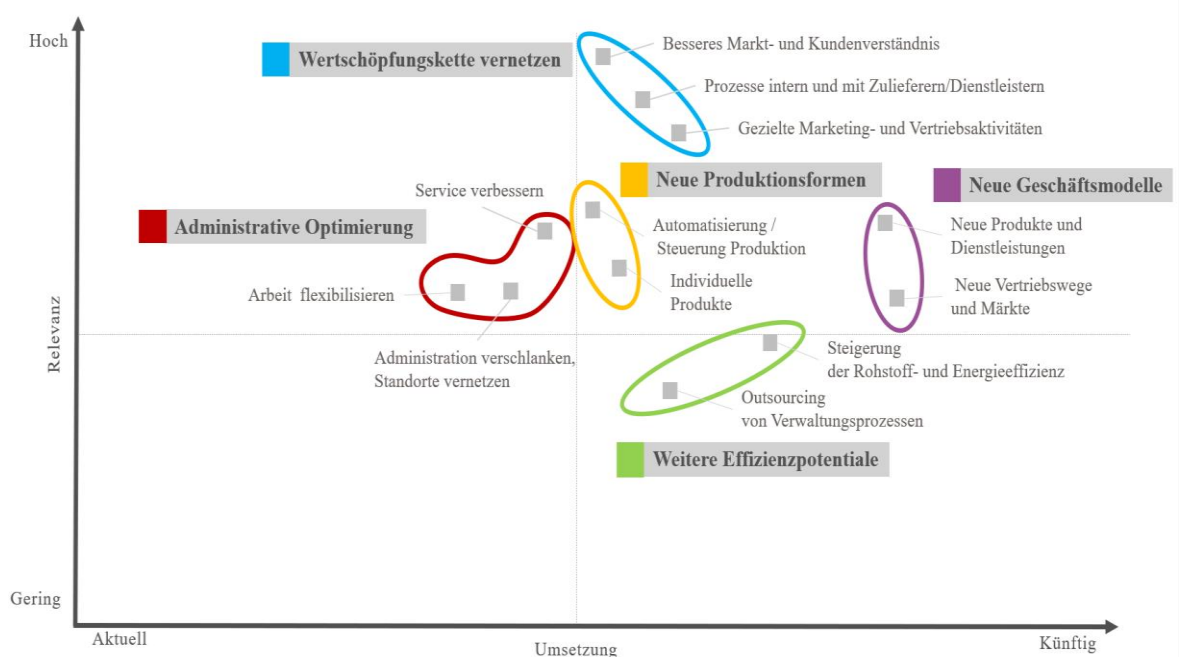 Hoch
Wertschöpfungskette vernetzen
Besseres Markt- und Kundenverständnis
Prozesse intern und mit Zulieferern/Dienstleistern
Gezielte Marketing- und Vertriebsaktivitäten
Neue Produktionsformen
Neue Geschäftsmodelle
Service verbessern
Administrative Optimierung
Automatisierung /
Steuerung Produktion
Neue Produkte und
Dienstleistungen
Individuelle
Produkte
Arbeit flexibilisieren
Neue Vertriebswege
und Märkte
Relevanz
Administration verschlanken,
Standorte vernetzen
Steigerung
der Rohstoff- und Energieeffizienz
Outsourcing
von Verwaltungsprozessen
Weitere Effizienzpotentiale
Gering
Aktuell
Umsetzung
Künftig